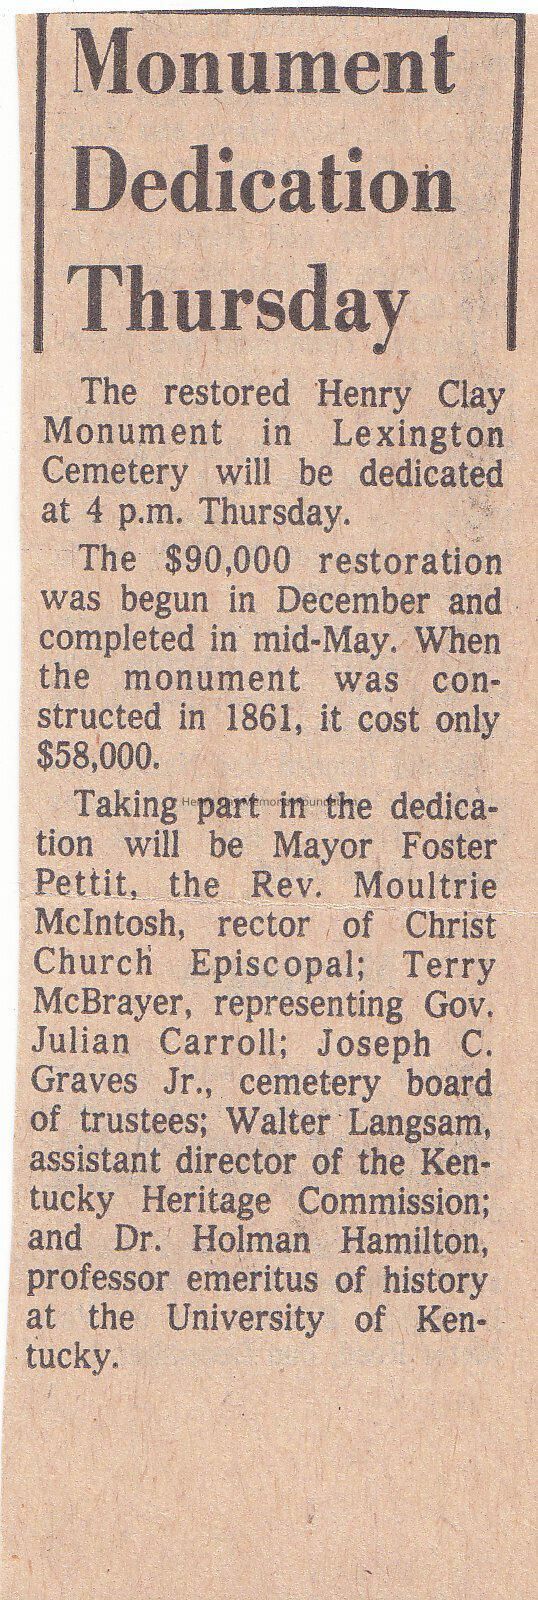 Monument
Dedication
Thursday
The restored Henry Clay
Monument in Lexington
Cemetery will be dedicated
at 4 p.m. Thursday.
The $90,000 restoration
was begun in December and
completed in mid-May. When
the monument was con-
structed in 1861, it cost only
$58,000.
Henry Clay Memorial Foundation
Taking part in the dedica-
tion will be Mayor Foster
Pettit, the Rev. Moultrie
McIntosh, rector of Christ
Church Episcopal; Terry
McBrayer, representing Gov.
Julian Carroll; Joseph C.
Graves Jr., cemetery board
of trustees; Walter Langsam,
assistant director of the Ken-
tucky Heritage Commission;
and Dr. Holman Hamilton,
professor emeritus of history
at the University of Ken-
tucky.